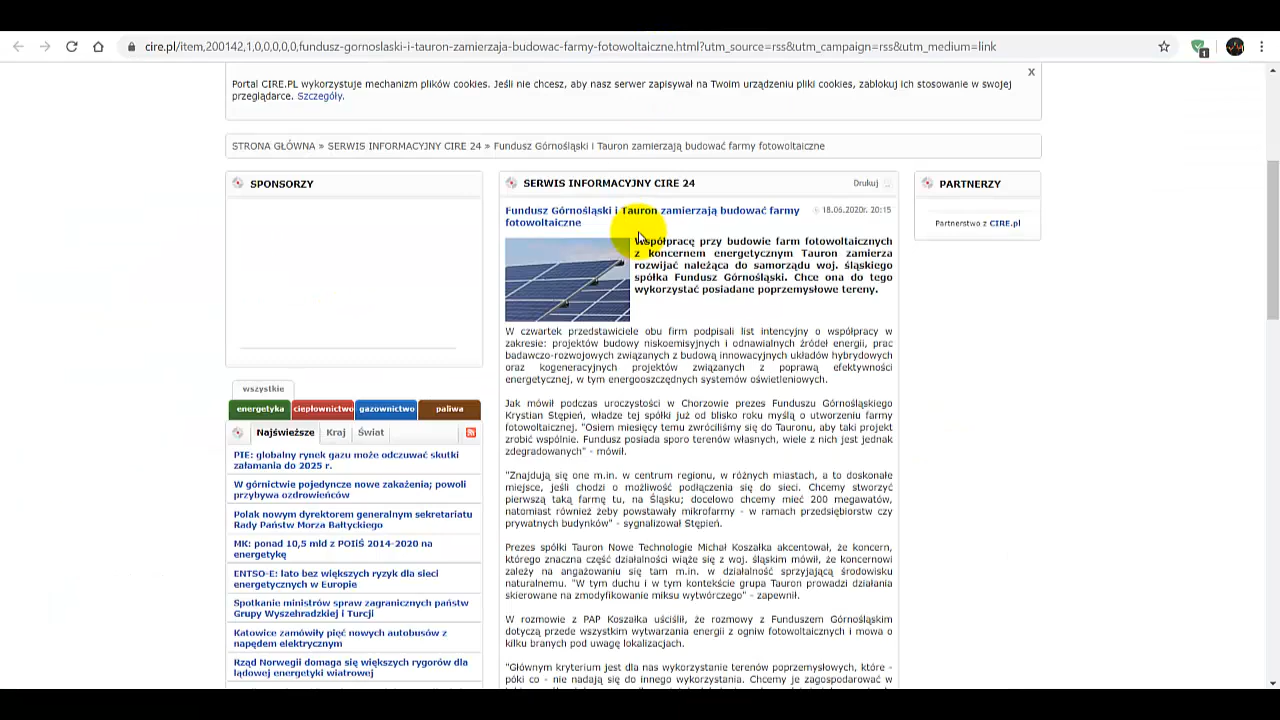 cire.pl/item,200142,1,0,0,0,0,0,fundusz-gornoslaski-i-tauron-zamierzaja-budowac-farmy-fotowoltaiczne.html?utm_source=rss&utm_campaign=rss&utm_medium=link
1
Portal CIRE.PL wykorzystuje mechanizm plików cookies. Jeśli nie chcesz, aby nasz serwer zapisywał na Twoim urządzeniu pliki cookies, zablokuj ich stosowanie w swojej
przeglądarce. Szczegóły.
x
STRONA GŁÓWNA » SERWIS INFORMACYJNY CIRE 24 » Fundusz Górnośląski i Tauron zamierzają budować farmy fotowoltaiczne
SPONSORZY
wszystkie
energetyka ciepłownictwo gazownictwo paliwa
Najświeższe Kraj Świat
PIE: globalny rynek gazu może odczuwać skutki
załamania do 2025 r.
W górnictwie pojedyncze nowe zakażenia; powoli
przybywa ozdrowieńców
Polak nowym dyrektorem generalnym sekretariatu
Rady Państw Morza Bałtyckiego
MK: ponad 10,5 mld z POIiŚ 2014-2020 na
energetykę
ENTSO-E: lato bez większych ryzyk dla sieci
energetycznych w Europie
Spotkanie ministrów spraw zagranicznych państw
Grupy Wyszehradzkiej i Turcji
Katowice zamówiły pięć nowych autobusów z
napędem elektrycznym
Rząd Norwegii domaga się większych rygorów dla
lądowej energetyki wiatrowej
SERWIS INFORMACYJNY CIRE 24
Drukuj
Fundusz Górnośląski i Tauron zamierzają budować farmy
fotowoltaiczne
18.06.2020r. 20:15
Współpracę przy budowie farm fotowoltaicznych
z koncernem energetycznym Tauron zamierza
rozwijać należąca do samorządu woj. śląskiego
spółka Fundusz Górnośląski. Chce ona do tego
wykorzystać posiadane poprzemysłowe tereny.
W czwartek przedstawiciele obu firm podpisali list intencyjny o współpracy w
zakresie: projektów budowy niskoemisyjnych i odnawialnych źródeł energii, prac
badawczo-rozwojowych związanych z budową innowacyjnych układów hybrydowych
oraz kogeneracyjnych projektów związanych z poprawą efektywności
energetycznej, w tym energooszczędnych systemów oświetleniowych.
Jak mówił podczas uroczystości w Chorzowie prezes Funduszu Górnośląskiego
Krystian Stępień, władze tej spółki już od blisko roku myślą o utworzeniu farmy
fotowoltaicznej. "Osiem miesięcy temu zwróciliśmy się do Tauronu, aby taki projekt
zrobić wspólnie. Fundusz posiada sporo terenów własnych, wiele z nich jest jednak
zdegradowanych" - mówił.
"Znajdują się one m.in. w centrum regionu, w różnych miastach, a to doskonałe
miejsce, jeśli chodzi o możliwość podłączenia się do sieci. Chcemy stworzyć
pierwszą taką farmę tu, na Śląsku; docelowo chcemy mieć 200 megawatów,
natomiast również żeby powstawały mikrofarmy - w ramach przedsiębiorstw czy
prywatnych budynków" - sygnalizował Stępień.
Prezes spółki Tauron Nowe Technologie Michał Koszałka akcentował, że koncern,
którego znaczna część działalności wiąże się z woj. śląskim mówił, że koncernowi
zależy na angażowaniu się tam m.in. w działalność sprzyjającą środowisku
naturalnemu. "W tym duchu i w tym kontekście grupa Tauron prowadzi działania
skierowane na zmodyfikowanie miksu wytwórczego" - zapewnił.
W rozmowie z PAP Koszałka uściślił, że rozmowy z Funduszem Górnośląskim
dotyczą przede wszystkim wytwarzania energii z ogniw fotowoltaicznych i mowa o
kilku branych pod uwagę lokalizacjach.
"Głównym kryterium jest dla nas wykorzystanie terenów poprzemysłowych, które -
póki co - nie nadają się do innego wykorzystania. Chcemy je zagospodarować w
PARTNERZY
Partnerstwo z CIRE.pl